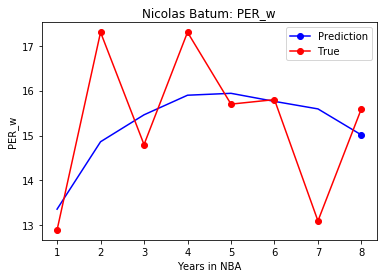 Nicolas Batum: PER_w
Prediction
True
17
16
15
14
13
PER_w
1 2 3 4 5 6 7 8
Years in NBA